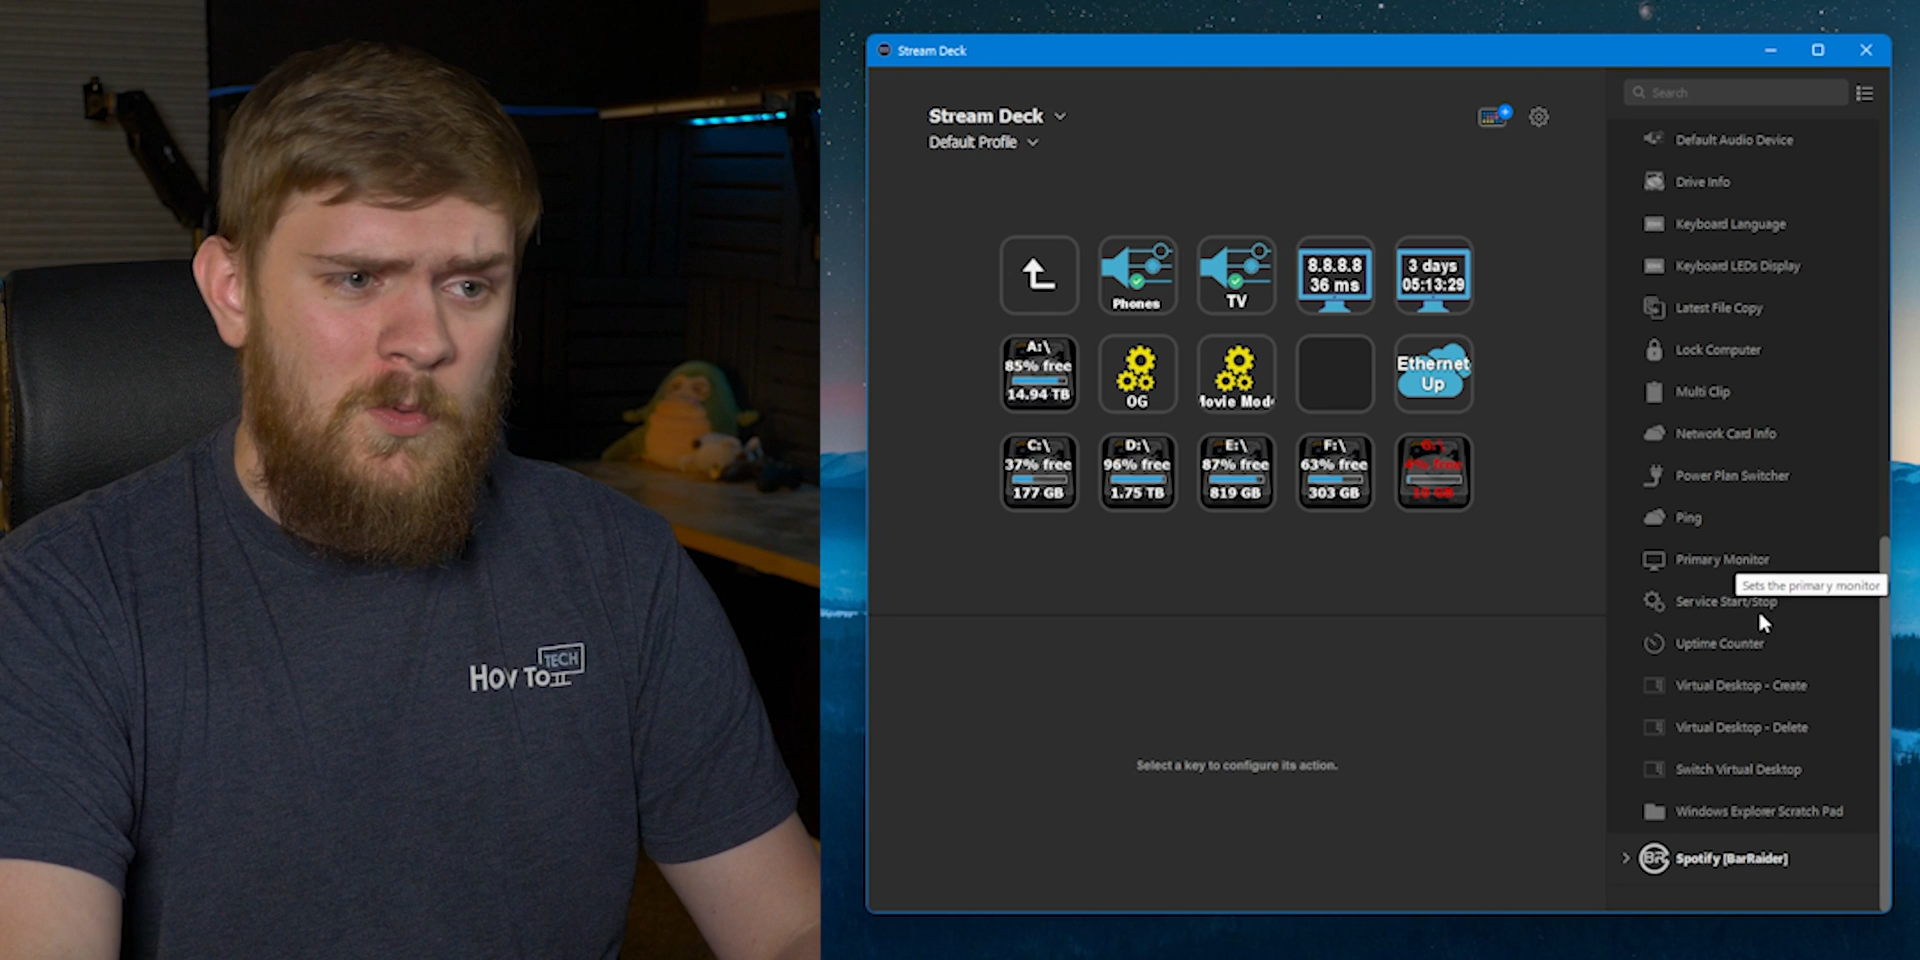 HOW TO
TECH
Stream Deck
Stream Deck
Default Profile
Phones
TV
8.8.8.8
36 ms
3 days
05:13:29
A:\
85% free
14.94 TB
OG
Movie Mod
Ethernet
Up
C:\
37% free
177 GB
D:\
96% free
1.75 TB
E:\
87% free
819 GB
F:\
63% free
303 GB
G:\
4% free
Select a key to configure its action.
Search
Default Audio Device
Drive Info
Keyboard Language
Keyboard LEDs Display
Latest File Copy
Lock Computer
Multi Clip
Network Card Info
Power Plan Switcher
Ping
Primary Monitor
Sets the primary monitor
Service Start/Stop
Uptime Counter
Virtual Desktop - Create
Virtual Desktop - Delete
Switch Virtual Desktop
Windows Explorer Scratch Pad
BR
Spotify [BarRaider]